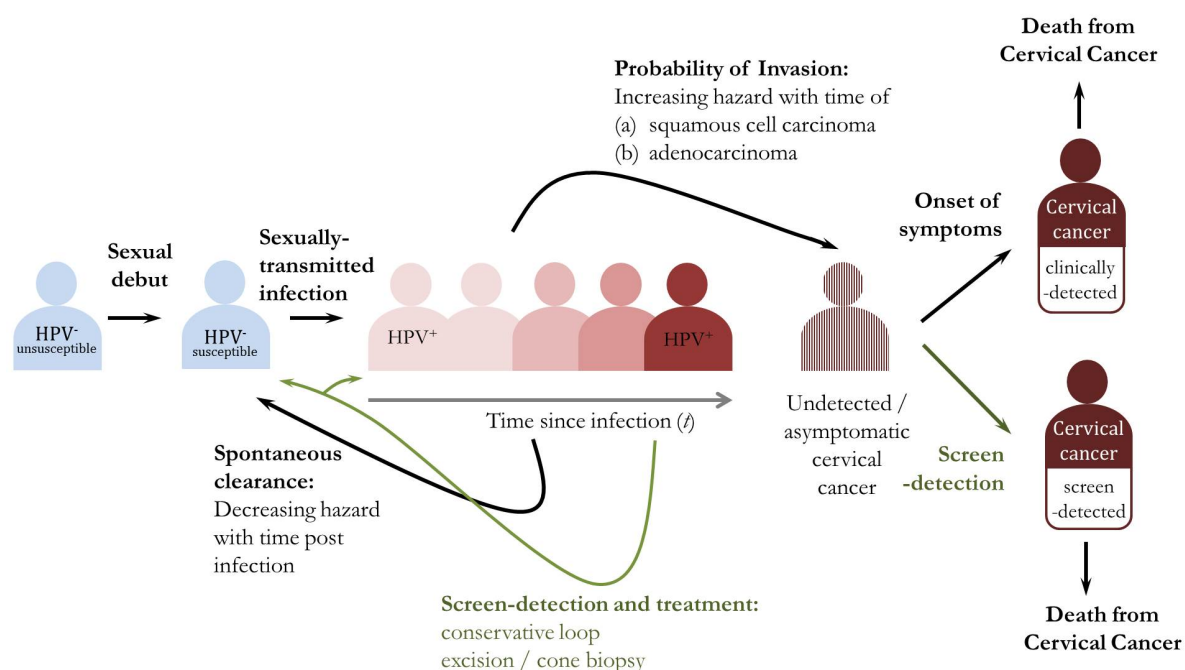 Death from
Cervical Cancer
Probability of Invasion:
Increasing hazard with time of
(a) squamous cell carcinoma
(b) adenocarcinoma
Onset of
symptoms
Cervical
cancer
clinically
-detected
Sexual
debut
Sexually-
transmitted
infection
HPV-
unsusceptible
HPV-
susceptible
HPV+
HPV+
Time since infection (t)
Undetected /
asymptomatic
cervical
cancer
Screen
-detection
Cervical
cancer
screen
-detected
Spontaneous
clearance:
Decreasing hazard
with time post
infection
Screen-detection and treatment:
conservative loop
excision / cone biopsy
Death from
Cervical Cancer